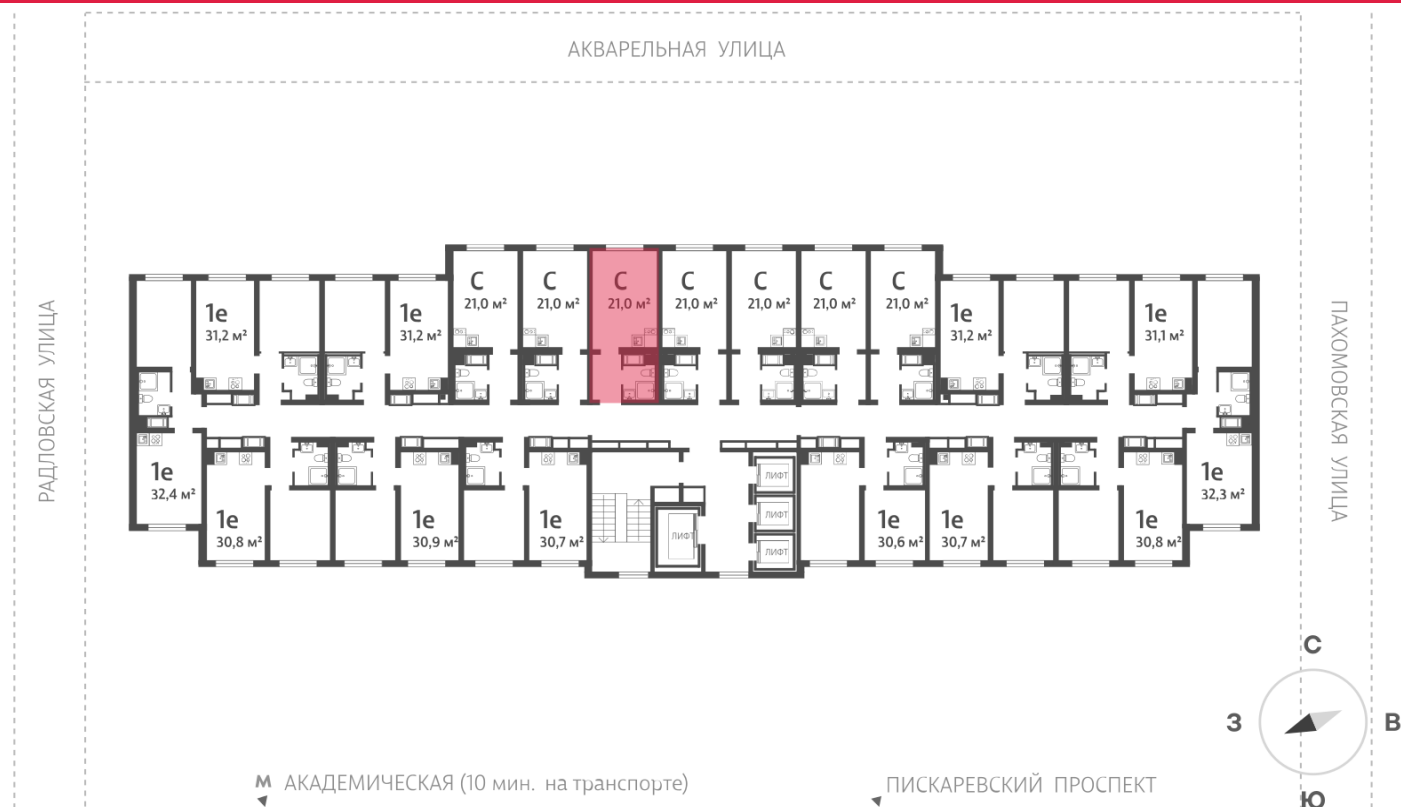 АКВАРЕЛЬНАЯ УЛИЦА
РАДЛОВСКАЯ УЛИЦА
ПАХОМОВСКАЯ УЛИЦА
С
21,0 м²
С
21,0 м²
С
21,0 м²
С
21,0 м²
С
21,0 м²
С
21,0 м²
С
21,0 м²
1е
31,2 м²
1е
31,2 м²
1е
31,2 м²
1е
31,1 м²
1е
32,4 м²
1е
30,8 м²
1е
30,9 м²
1е
30,7 м²
ЛИФТ
ЛИФТ
ЛИФТ
ЛИФТ
1е
30,6 м²
1е
30,7 м²
1е
30,8 м²
1е
32,3 м²
С
З
В
Ю
М АКАДЕМИЧЕСКАЯ (10 мин. на транспорте)
ПИСКАРЕВСКИЙ ПРОСПЕКТ